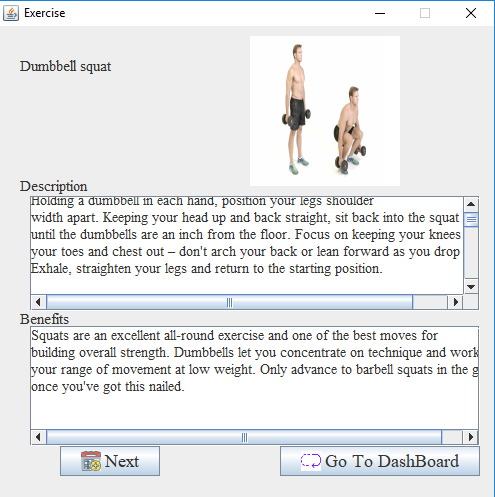 Exercise
Dumbbell squat
Description
Holding a dumbbell in each hand, position your legs shoulder
width apart. Keeping your head up and back straight, sit back into the squat
until the dumbbells are an inch from the floor. Focus on keeping your knees
your toes and chest out – don't arch your back or lean forward as you drop
Exhale, straighten your legs and return to the starting position.
Benefits
Squats are an excellent all-round exercise and one of the best moves for
building overall strength. Dumbbells let you concentrate on technique and work
your range of movement at low weight. Only advance to barbell squats in the g
once you've got this nailed.
Next
Go To DashBoard